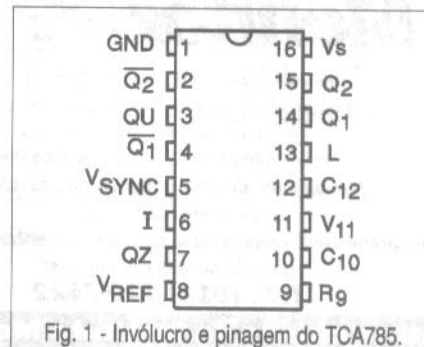 GND 1 16 Vs
Q2 2 15 Q2
QU 3 14 Q1
Q1 4 13 L
VSYNC 5 12 C12
I 6 11 V11
QZ 7 10 C10
VREF 8 9 R9
Fig. 1 - Invólucro e pinagem do TCA785.